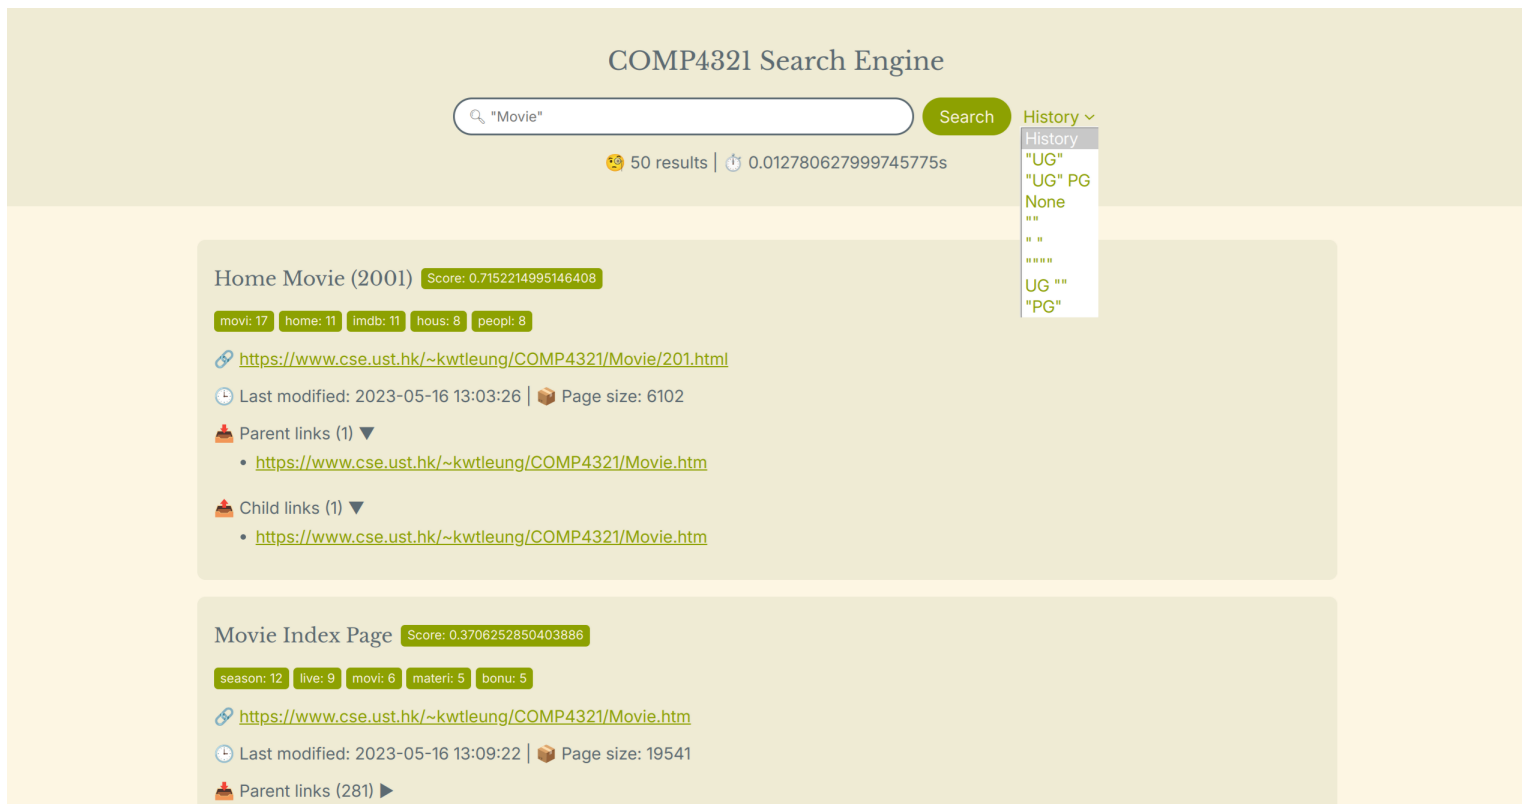 COMP4321 Search Engine
🔍 "Movie"
Search
History
🧐 50 results | ⏱️ 0.012780627999745775s
History
"UG"
"UG" PG
None
""
" "
""""
UG ""
"PG"
Home Movie (2001) Score: 0.7152214995146408
movi: 17 home: 11 imdb: 11 hous: 8 peopl: 8
🔗 https://www.cse.ust.hk/~kwtleung/COMP4321/Movie/201.html
🕒 Last modified: 2023-05-16 13:03:26 | 📦 Page size: 6102
📥 Parent links (1) ▼
• https://www.cse.ust.hk/~kwtleung/COMP4321/Movie.htm
📤 Child links (1) ▼
• https://www.cse.ust.hk/~kwtleung/COMP4321/Movie.htm
Movie Index Page Score: 0.3706252850403886
season: 12 live: 9 movi: 6 materi: 5 bonu: 5
🔗 https://www.cse.ust.hk/~kwtleung/COMP4321/Movie.htm
🕒 Last modified: 2023-05-16 13:09:22 | 📦 Page size: 19541
📥 Parent links (281) ▶